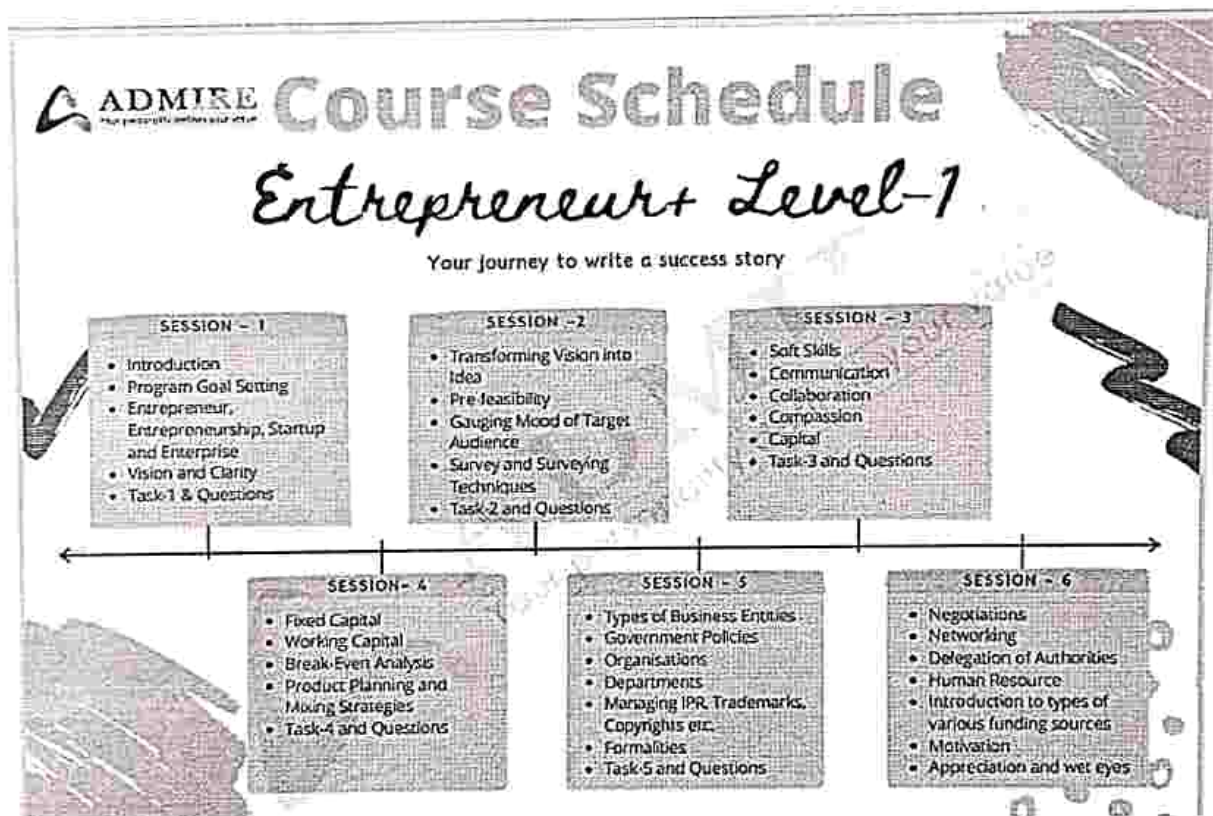 ADMIRE
Course Schedule
Entrepreneur+ Level-1
Your journey to write a success story
SESSION - 1
• Introduction
• Program Goal Setting
• Entrepreneur,
Entrepreneurship, Startup
and Enterprise
• Vision and Clarity
• Task-1 & Questions
SESSION -2
• Transforming Vision into
Idea
• Pre-feasibility
• Gauging Mood of Target
Audience
• Survey and Surveying
Techniques
• Task-2 and Questions
SESSION - 3
• Soft Skills
• Communication
• Collaboration
• Compassion
• Capital
• Task-3 and Questions
SESSION- 4
• Fixed Capital
• Working Capital
• Break-Even Analysis
• Product Planning and
Mixing Strategies
• Task-4 and Questions
SESSION - 5
• Types of Business Entities
• Government Policies
• Organisations
• Departments
• Managing IPR, Trademarks,
Copyrights etc.
• Formalities
• Task-5 and Questions
SESSION - 6
• Negotiations
• Networking
• Delegation of Authorities
• Human Resource
• Introduction to types of
various funding sources
• Motivation
• Appreciation and wet eyes